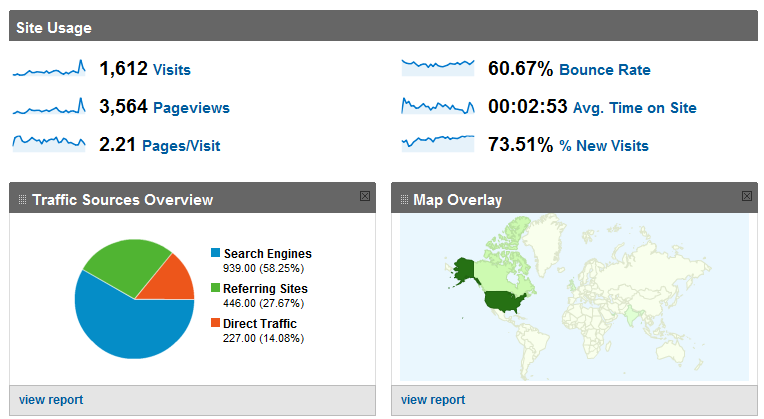 Site Usage
1,612 Visits
60.67% Bounce Rate
3,564 Pageviews
00:02:53 Avg. Time on Site
2.21 Pages/Visit
73.51% % New Visits
Traffic Sources Overview
Search Engines
939.00 (58.25%)
Referring Sites
446.00 (27.67%)
Direct Traffic
227.00 (14.08%)
view report
Map Overlay
view report